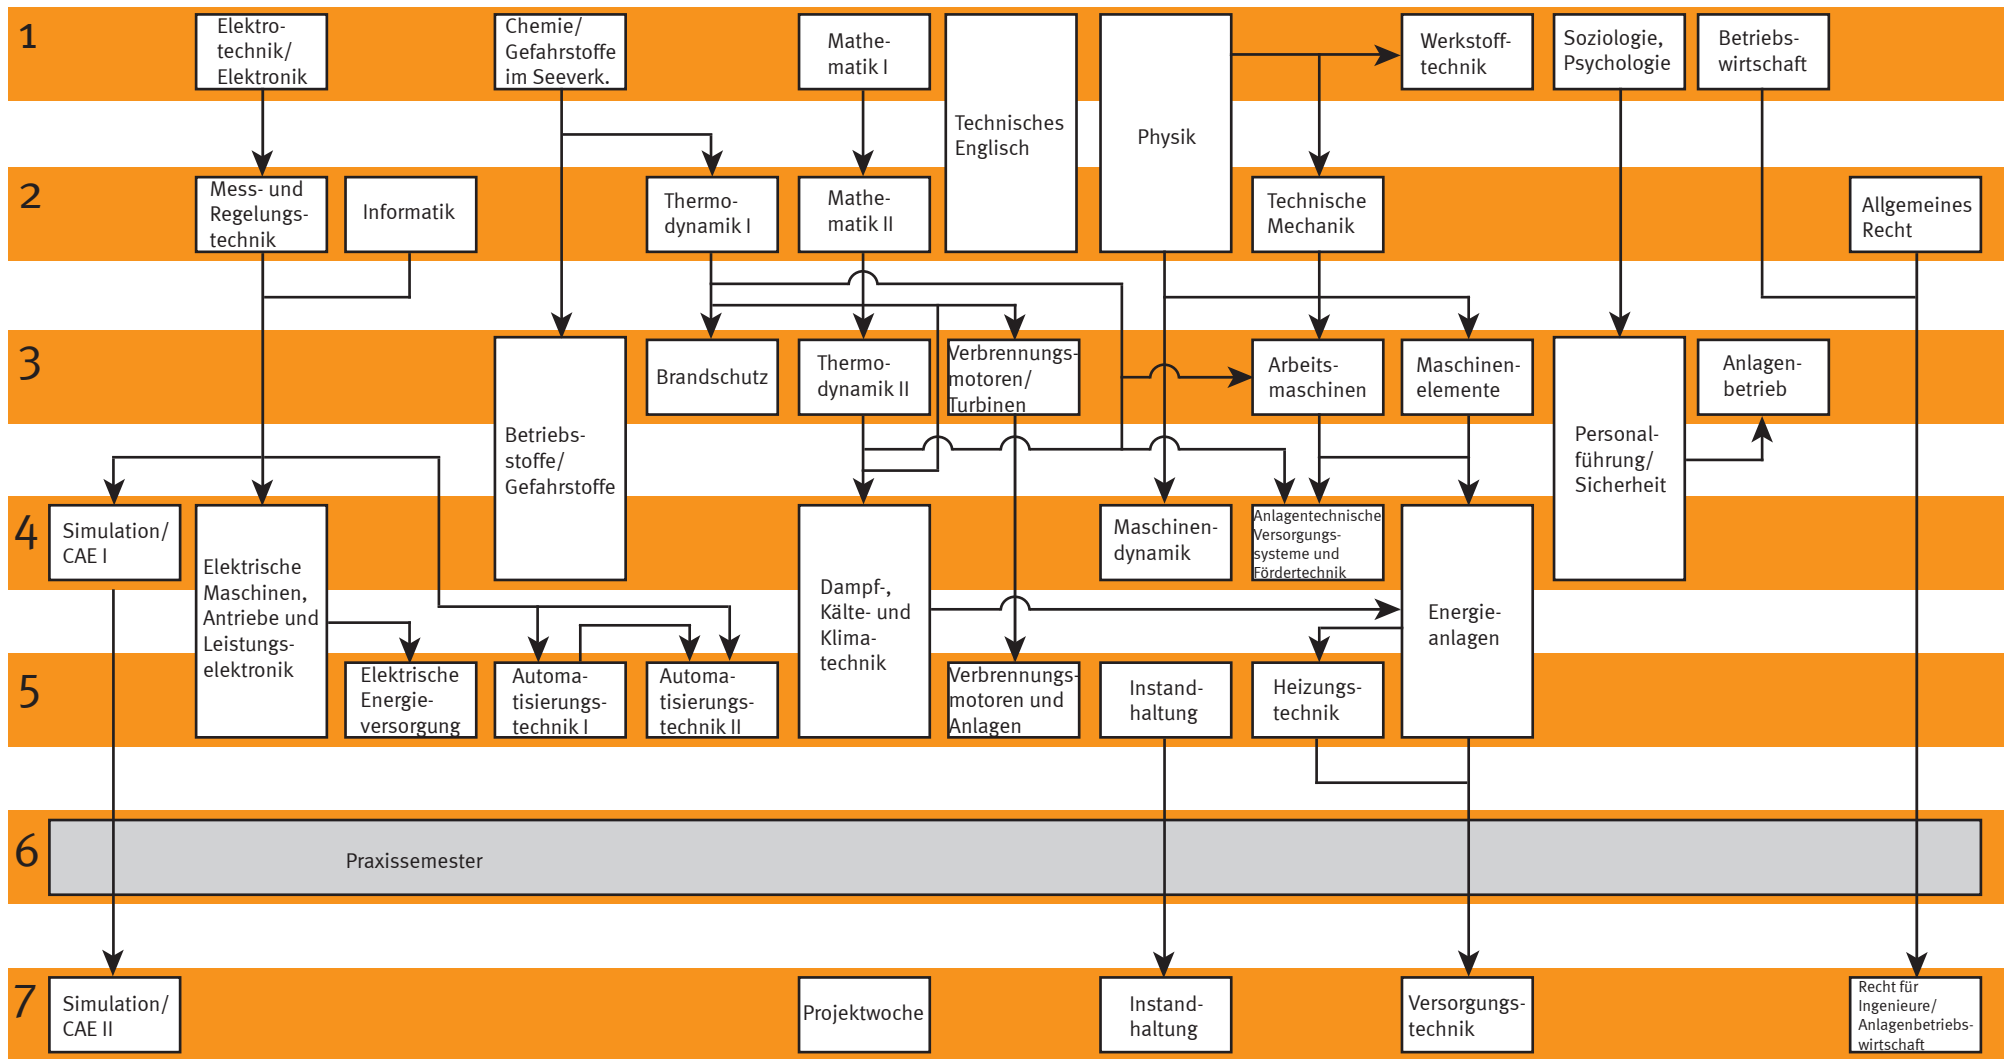 1
Elektro-
technik/
Elektronik
Chemie/
Gefahrstoffe
im Seeverk.
Mathe-
matik I
Technisches
Englisch
Physik
Werkstoff-
technik
Soziologie,
Psychologie
Betriebs-
wirtschaft
2
Mess- und
Regelungs-
technik
Informatik
Thermo-
dynamik I
Mathe-
matik II
Technische
Mechanik
Allgemeines
Recht
3
Betriebs-
stoffe/
Gefahrstoffe
Brandschutz
Thermo-
dynamik II
Verbrennungs-
motoren/
Turbinen
Arbeits-
maschinen
Maschinen-
elemente
Personal-
führung/
Sicherheit
Anlagen-
betrieb
4
Simulation/
CAE I
Elektrische
Maschinen,
Antriebe und
Leistungs-
elektronik
Dampf-,
Kälte- und
Klima-
technik
Maschinen-
dynamik
Anlagentechnische
Versorgungs-
systeme und
Fördertechnik
Energie-
anlagen
5
Elektrische
Energie-
versorgung
Automa-
tisierungs-
technik I
Automa-
tisierungs-
technik II
Verbrennungs-
motoren und
Anlagen
Instand-
haltung
Heizungs-
technik
6
Praxissemester
7
Simulation/
CAE II
Projektwoche
Instand-
haltung
Versorgungs-
technik
Recht für
Ingenieure/
Anlagenbetriebs-
wirtschaft